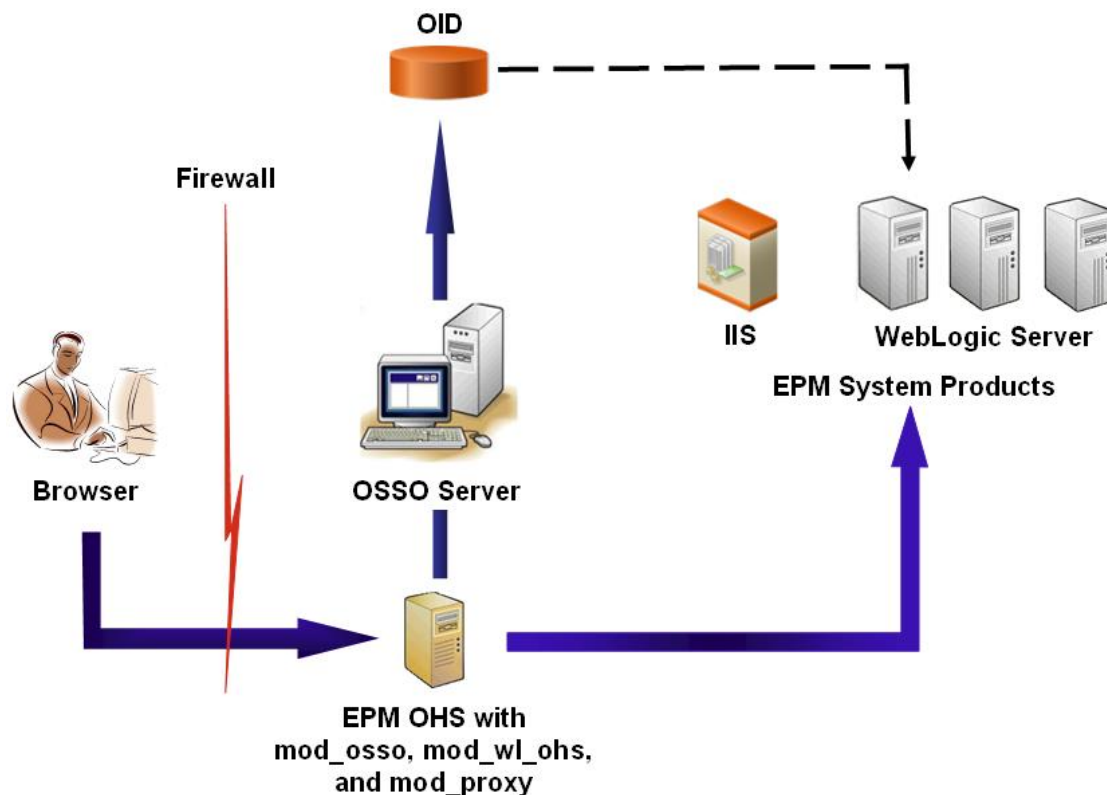 OID
Firewall
IIS
WebLogic Server
EPM System Products
Browser
OSSO Server
EPM OHS with
mod_osso, mod_wl_ohs,
and mod_proxy